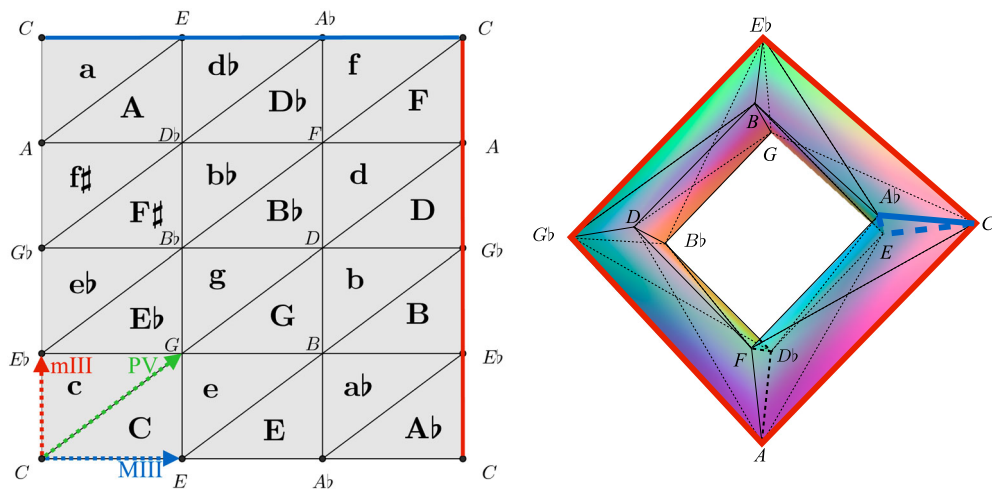 C E A♭ C
a d♭ f
A D♭ F
A D♭ F A
f♯ b♭ d
F♯ B♭ D
G♭ B♭ D G♭
e♭ g b
E♭ G B
E♭ G B E♭
mIII PV
c e a♭
C E A♭
MIII
C E A♭ C
E♭
B
G
A♭
D C
G♭ B♭
E
F D♭
A